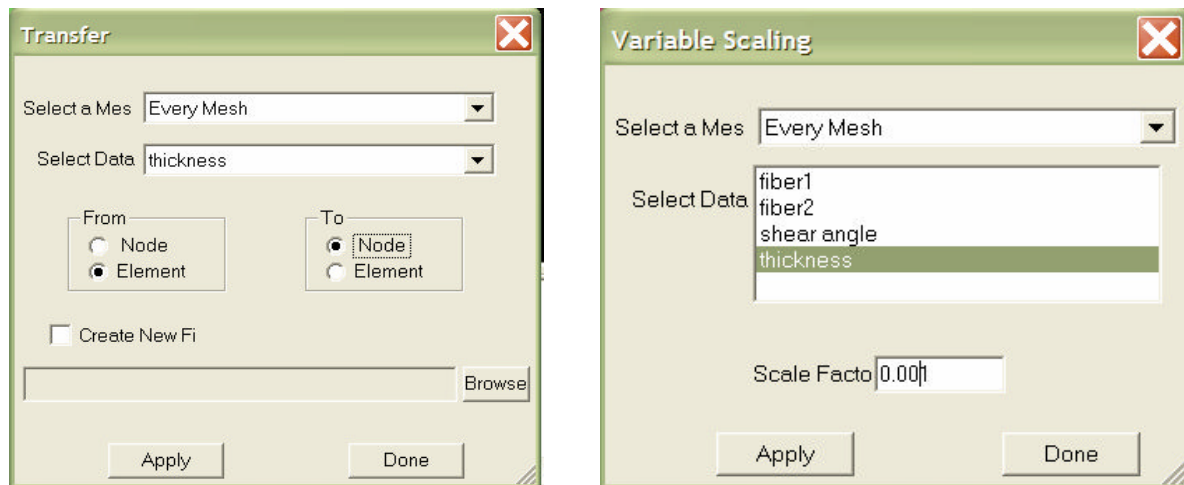 Transfer
Select a Mes Every Mesh
Select Data thickness
From
Node
Element
To
Node
Element
Create New Fi
Browse
Apply Done
Variable Scaling
Select a Mes Every Mesh
Select Data
fiber1
fiber2
shear angle
thickness
Scale Facto 0.001
Apply Done